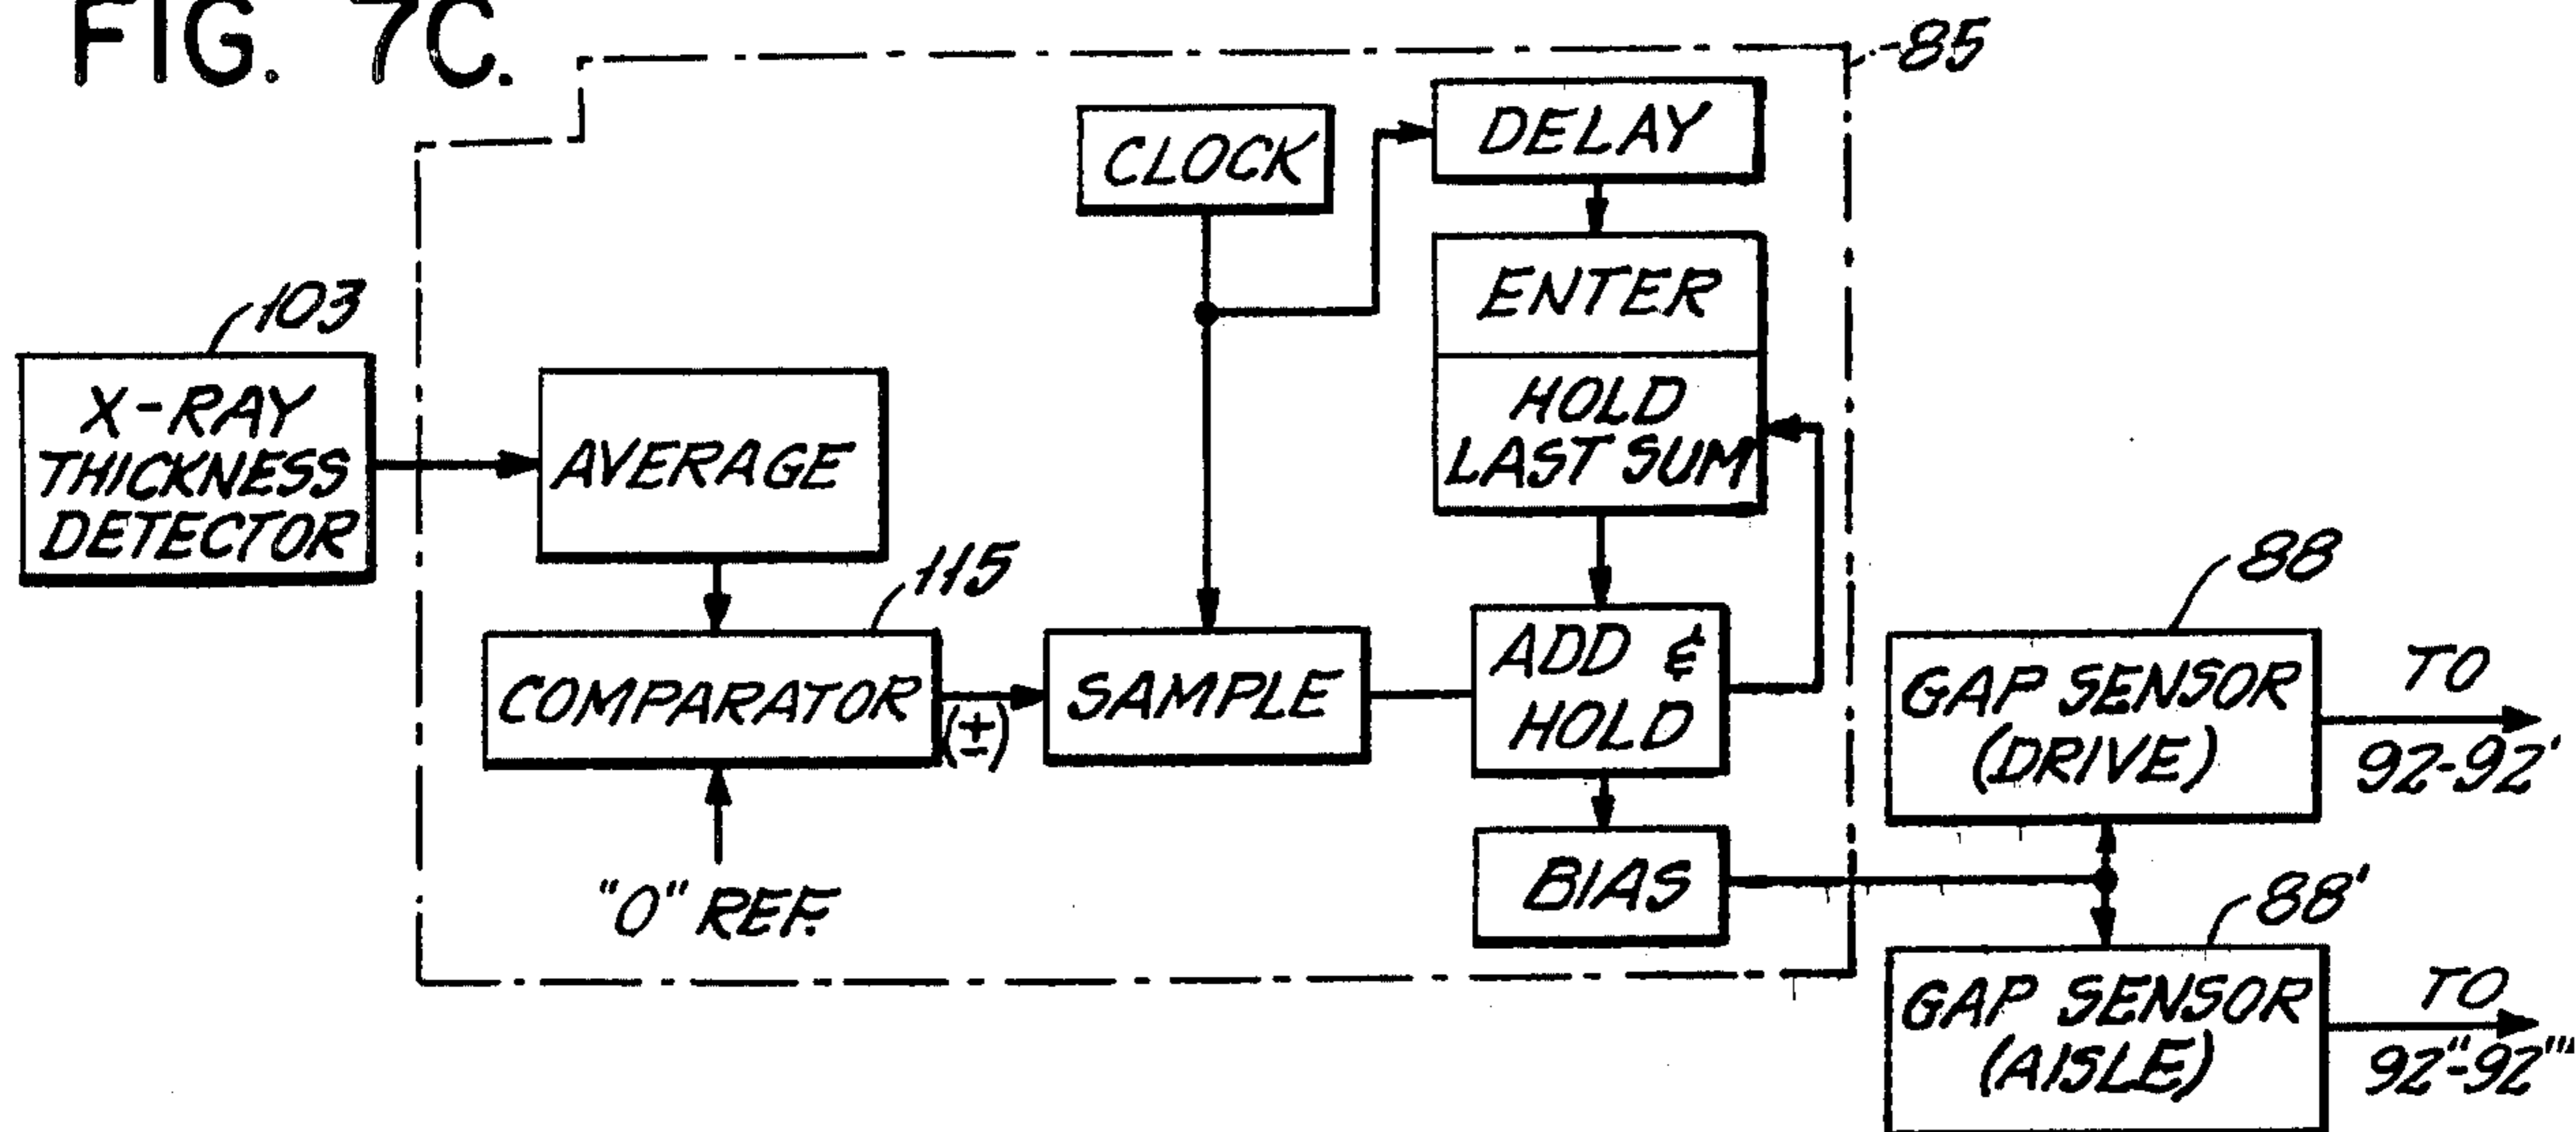 FIG. 7C.
85
CLOCK
DELAY
ENTER
HOLD
LAST SUM
103
X-RAY
THICKNESS
DETECTOR
AVERAGE
115
COMPARATOR
(±)
SAMPLE
ADD &
HOLD
"0" REF.
BIAS
88
GAP SENSOR
(DRIVE)
TO
92-92'
88'
GAP SENSOR
(AISLE)
TO
92"-92'''